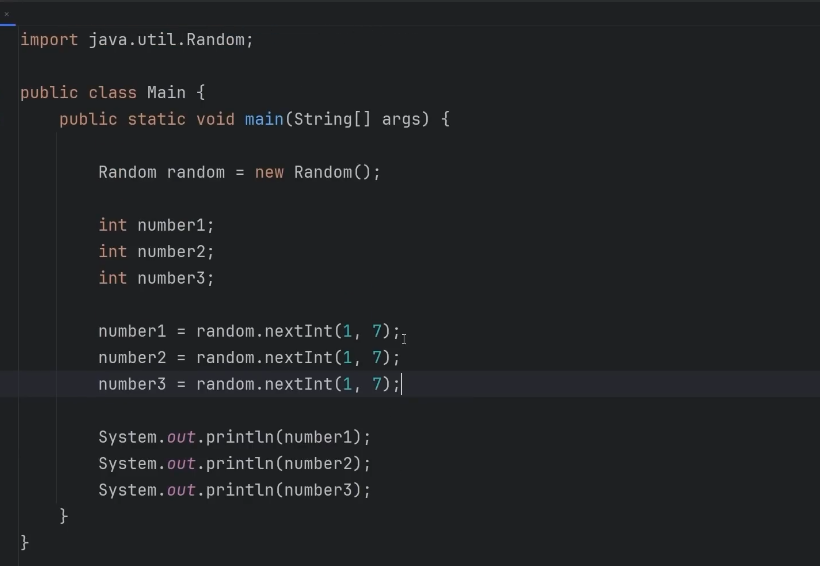 import java.util.Random;
public class Main {
public static void main(String[] args) {
Random random = new Random();
int number1;
int number2;
int number3;
number1 = random.nextInt(1, 7);
number2 = random.nextInt(1, 7);
number3 = random.nextInt(1, 7);
System.out.println(number1);
System.out.println(number2);
System.out.println(number3);
}
}